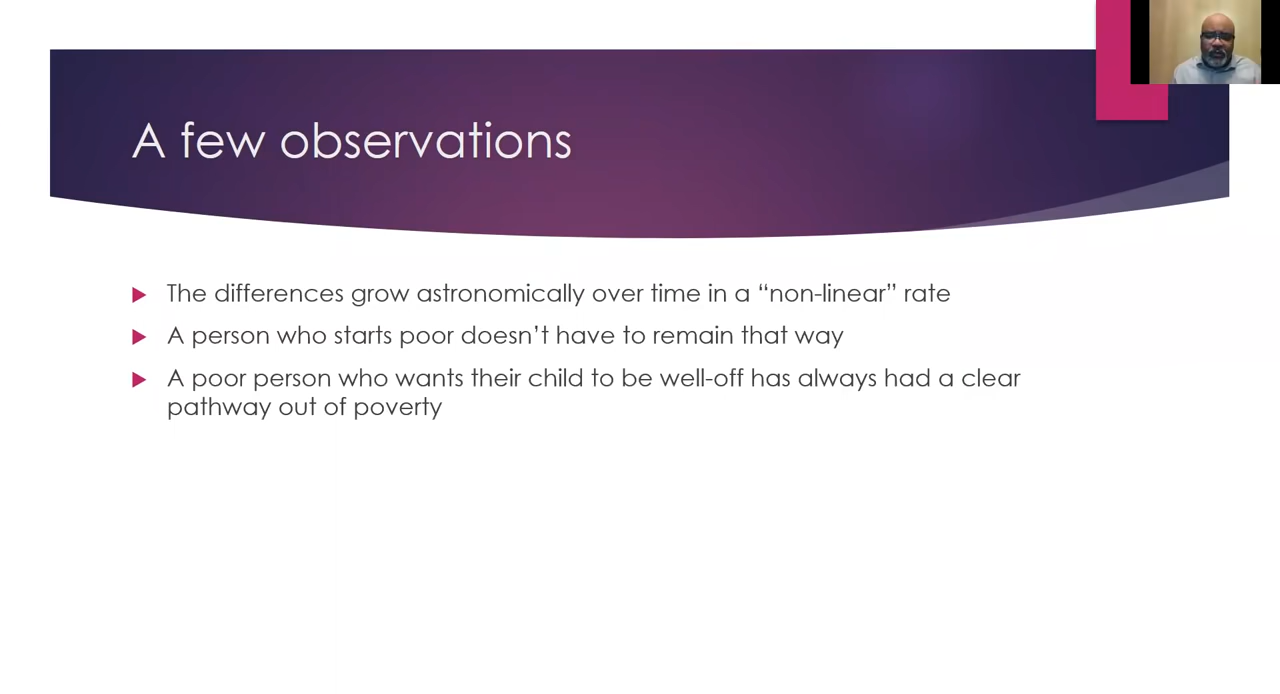 A few observations
The differences grow astronomically over time in a “non-linear” rate
A person who starts poor doesn’t have to remain that way
A poor person who wants their child to be well-off has always had a clear
pathway out of poverty